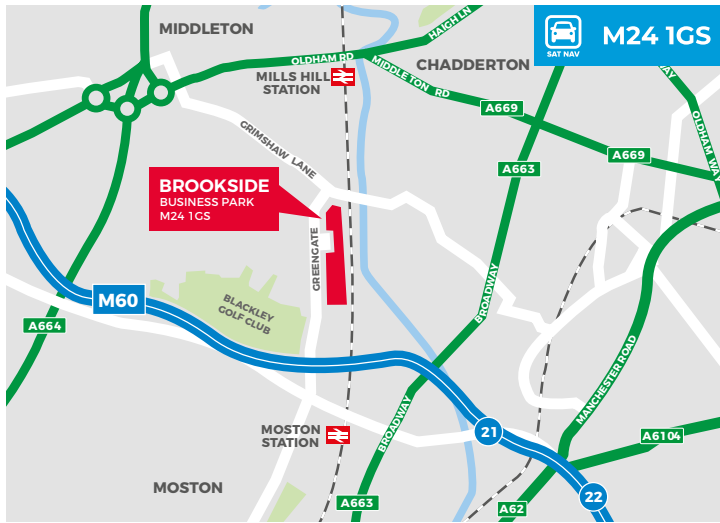 MIDDLETON
HAIGH LN
SAT NAV
M24 1GS
OLDHAM RD
CHADDERTON
MILLS HILL
STATION
MIDDLETON RD
WAY
A669
OLDHAM WAY
GRIMSHAW LANE
A663
A669
BROOKSIDE
BUSINESS PARK
M24 1GS
GREENGATE
M60
BLACKLEY
GOLF CLUB
BROADWAY
A664
MANCHESTER ROAD
MOSTON
STATION
BROADWAY
21
A6104
MOSTON
A663
A62
22